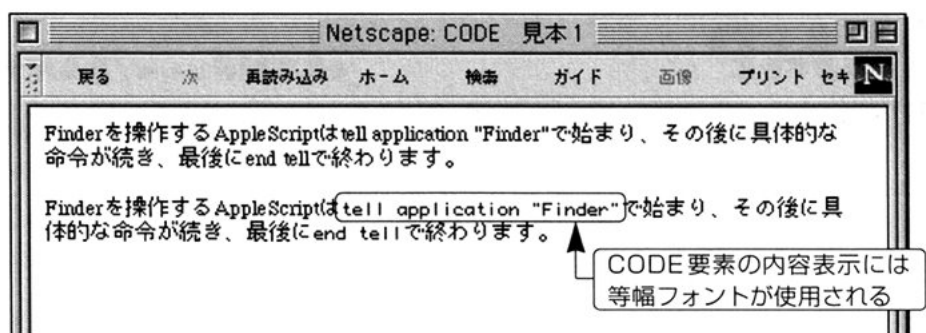 Netscape: CODE 見本1
戻る 次 再読み込み ホーム 検索 ガイド 画像 プリント セキ N
Finderを操作するAppleScriptはtell application "Finder"で始まり、その後に具体的な
命令が続き、最後にend tellで終わります。
Finderを操作するAppleScriptはtell application "Finder"で始まり、その後に具
体的な命令が続き、最後にend tellで終わります。
CODE要素の内容表示には
等幅フォントが使用される